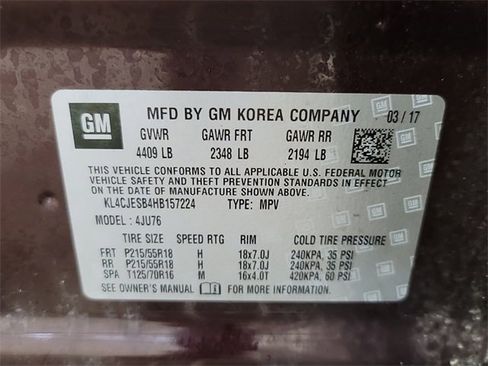 GM MFD BY GM KOREA COMPANY 03/17
GVWR GAWR FRT GAWR RR
4409 LB 2348 LB 2194 LB
THIS VEHICLE CONFORMS TO ALL APPLICABLE U.S. FEDERAL MOTOR
VEHICLE SAFETY AND THEFT PREVENTION STANDARDS IN EFFECT
ON THE DATE OF MANUFACTURE SHOWN ABOVE.
KL4CJESB4HB157224 TYPE: MPV
MODEL: 4JU76
TIRE SIZE SPEED RTG RIM COLD TIRE PRESSURE
FRT P215/55R18 H 18x7.0J 240KPA, 35 PSI
RR P215/55R18 H 18x7.0J 240KPA, 35 PSI
SPA T125/70R16 M 16x4.0T 420KPA, 60 PSI
SEE OWNER'S MANUAL FOR MORE INFORMATION